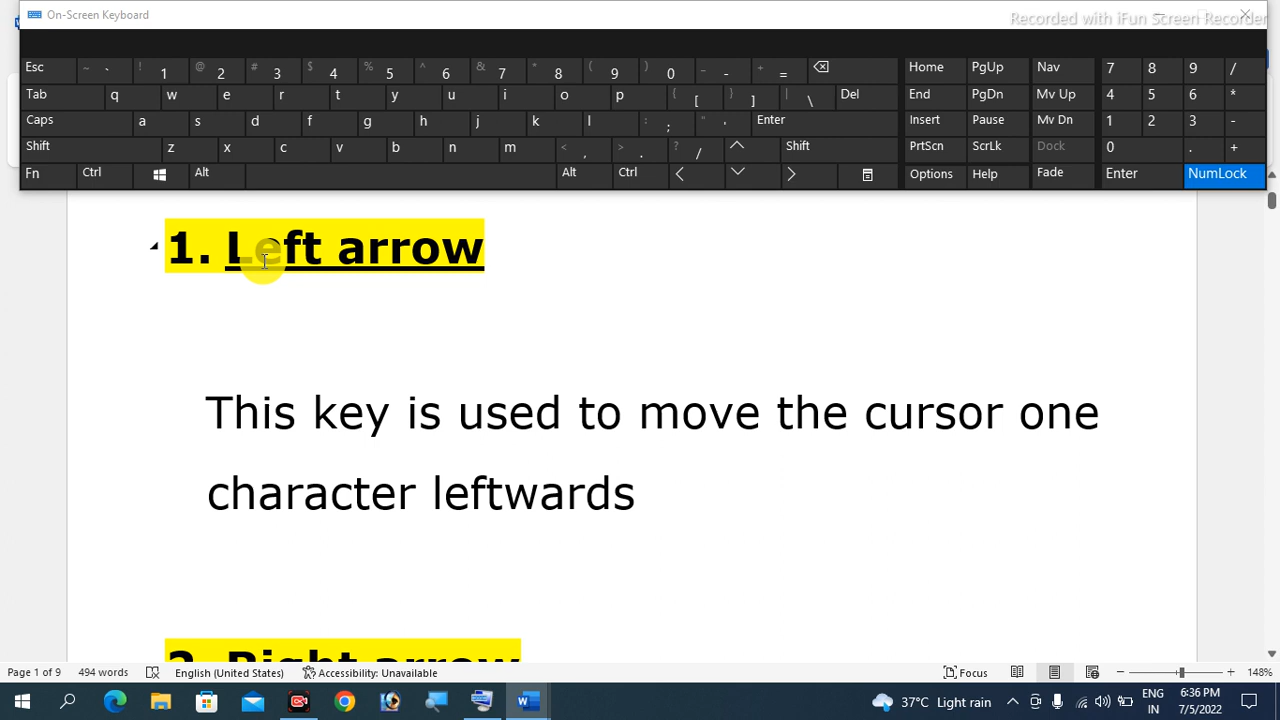 On-Screen Keyboard
Recorded with iFun Screen Recorder
Esc ~ ` ! 1 @ 2 # 3 $ 4 % 5 ^ 6 & 7 * 8 ( 9 ) 0 _ - + = Home PgUp Nav 7 8 9 /
Tab q w e r t y u i o p { [ } ] | \ Del End PgDn Mv Up 4 5 6 *
Caps a s d f g h j k l : ; " ' Enter Insert Pause Mv Dn 1 2 3 -
Shift z x c v b n m < , > . ? / Shift PrtScn ScrLk Dock 0 . +
Fn Ctrl Alt Alt Ctrl Options Help Fade Enter NumLock
1. Left arrow
This key is used to move the cursor one
character leftwards
2. Right arrow
Page 1 of 9 494 words English (United States) Accessibility: Unavailable Focus 148%
37°C Light rain ENG IN 6:36 PM 7/5/2022